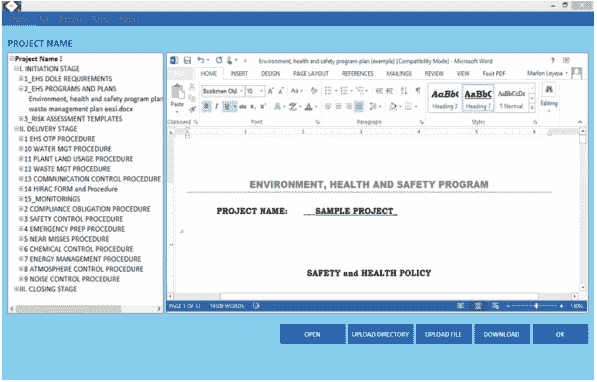 PROJECT NAME
Project Name 1
I. INITIATION STAGE
1_EHS DOLE REQUIREMENTS
2_EHS PROGRAMS AND PLANS
Environment, health and safety program plan
waste management plan eesi.docx
3_RISK ASSESSMENT TEMPLATES
II. DELIVERY STAGE
1 EHS OTP PROCEDURE
10 WATER MGT PROCEDURE
11 PLANT LAND USAGE PROCEDURE
12 WASTE MGT PROCEDURE
13 COMMUNICATION CONTROL PROCEDURE
14 HIRAC FORM and Procedure
15_MONITORINGS
2 COMPLIANCE OBLIGATION PROCEDURE
3 SAFETY CONTROL PROCEDURE
4 EMERGENCY PREP PROCEDURE
5 NEAR MISSES PROCEDURE
6 CHEMICAL CONTROL PROCEDURE
7 ENERGY MANAGEMENT PROCEDURE
8 ATMOSPHERE CONTROL PROCEDURE
9 NOISE CONTROL PROCEDURE
III. CLOSING STAGE
Environment, health and safety program plan (example) [Compatibility Mode] - Microsoft Word
HOME INSERT DESIGN PAGE LAYOUT REFERENCES MAILINGS REVIEW VIEW Foxit PDF Marlon Leyesa
Paste
Bookman Old 10
AaBbC AaBbC AaBbCcDc
Heading 1 Heading 2 ¶ Normal
Editing
Clipboard Font Paragraph Styles
ENVIRONMENT, HEALTH AND SAFETY PROGRAM
PROJECT NAME: SAMPLE PROJECT
SAFETY and HEALTH POLICY
WORDS
OPEN UPLOAD DIRECTORY UPLOAD FILE DOWNLOAD OK